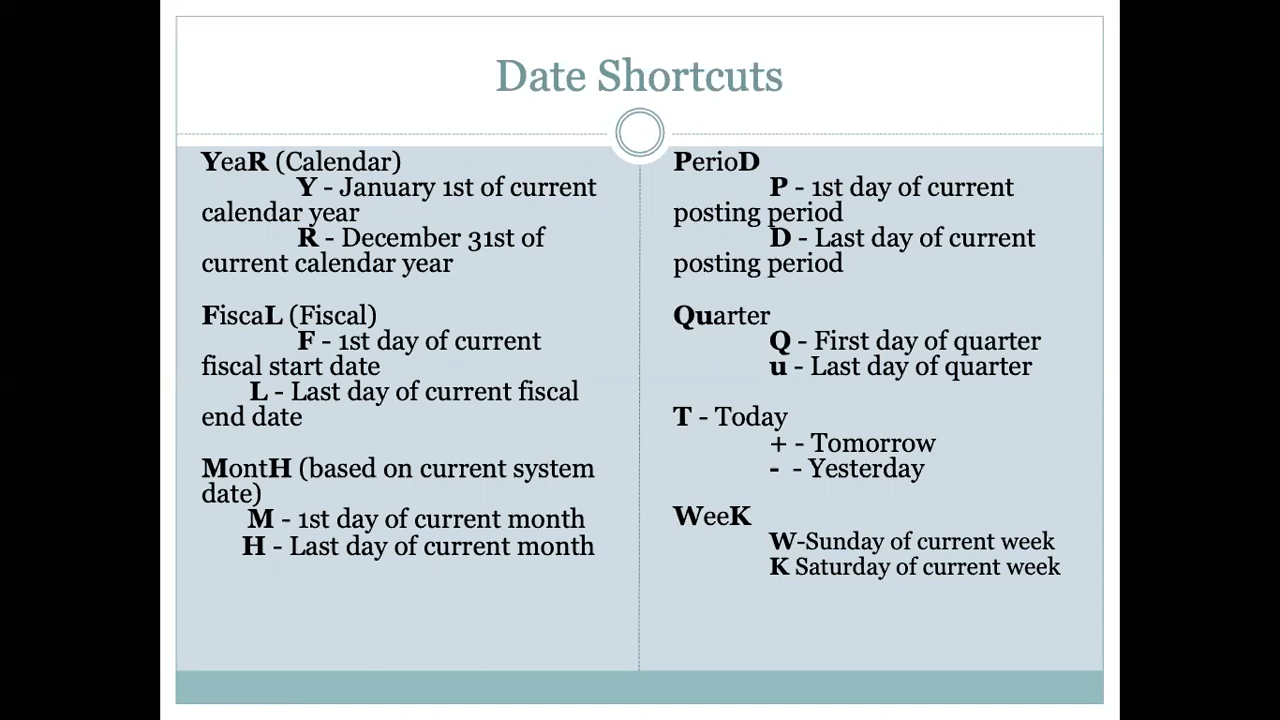 Date Shortcuts
YeaR (Calendar)
Y - January 1st of current
calendar year
R - December 31st of
current calendar year
FiscaL (Fiscal)
F - 1st day of current
fiscal start date
L - Last day of current fiscal
end date
MontH (based on current system
date)
M - 1st day of current month
H - Last day of current month
PerioD
P - 1st day of current
posting period
D - Last day of current
posting period
Quarter
Q - First day of quarter
u - Last day of quarter
T - Today
+ - Tomorrow
- - Yesterday
WeeK
W-Sunday of current week
K Saturday of current week